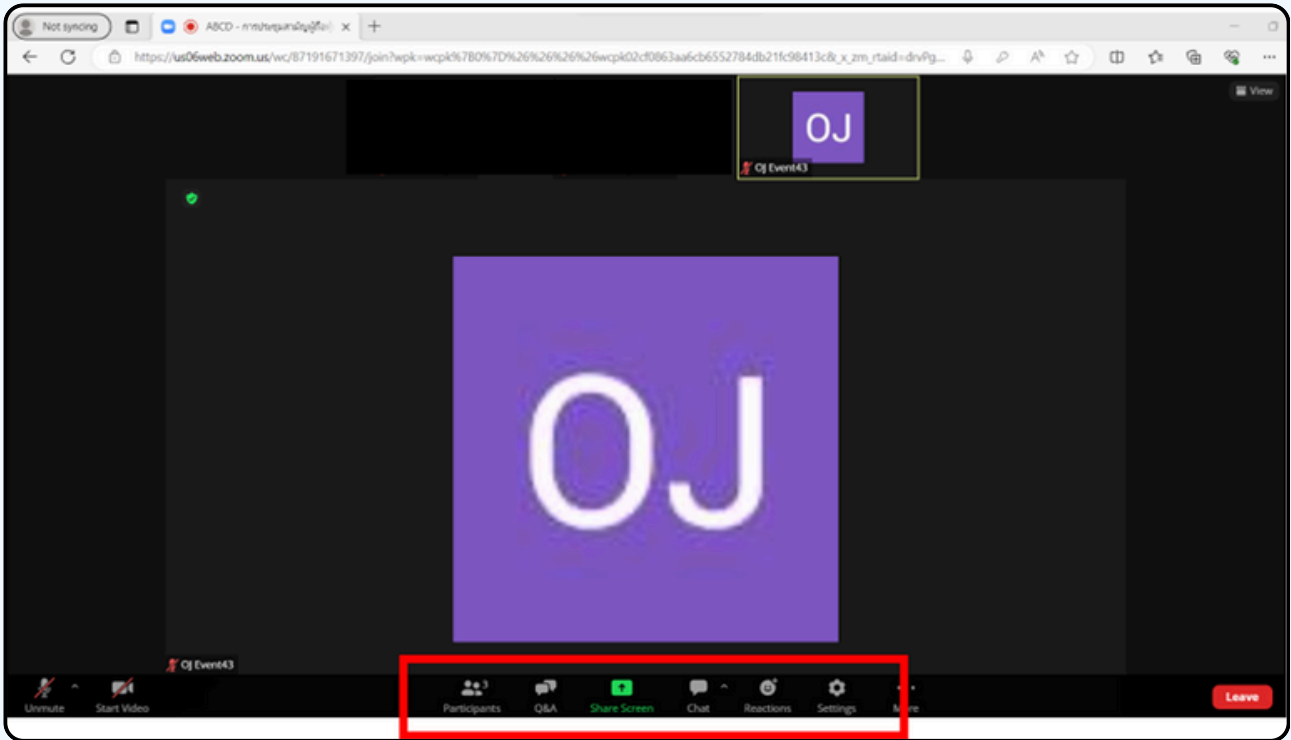 Not syncing
ABCD - การประชุมสามัญผู้ถือ
https://us06web.zoom.us/wc/87191671397/join?wpk=wcpk%7B0%7D%26%26%26%26wcpk02cf0863aa6cb6552784db21fc98413c&_x_zm_rtaid=drvPg...
View
OJ
OJ Event43
OJ
OJ Event43
Unmute
Start Video
Participants
3
Q&A
Share Screen
Chat
Reactions
Settings
Leave